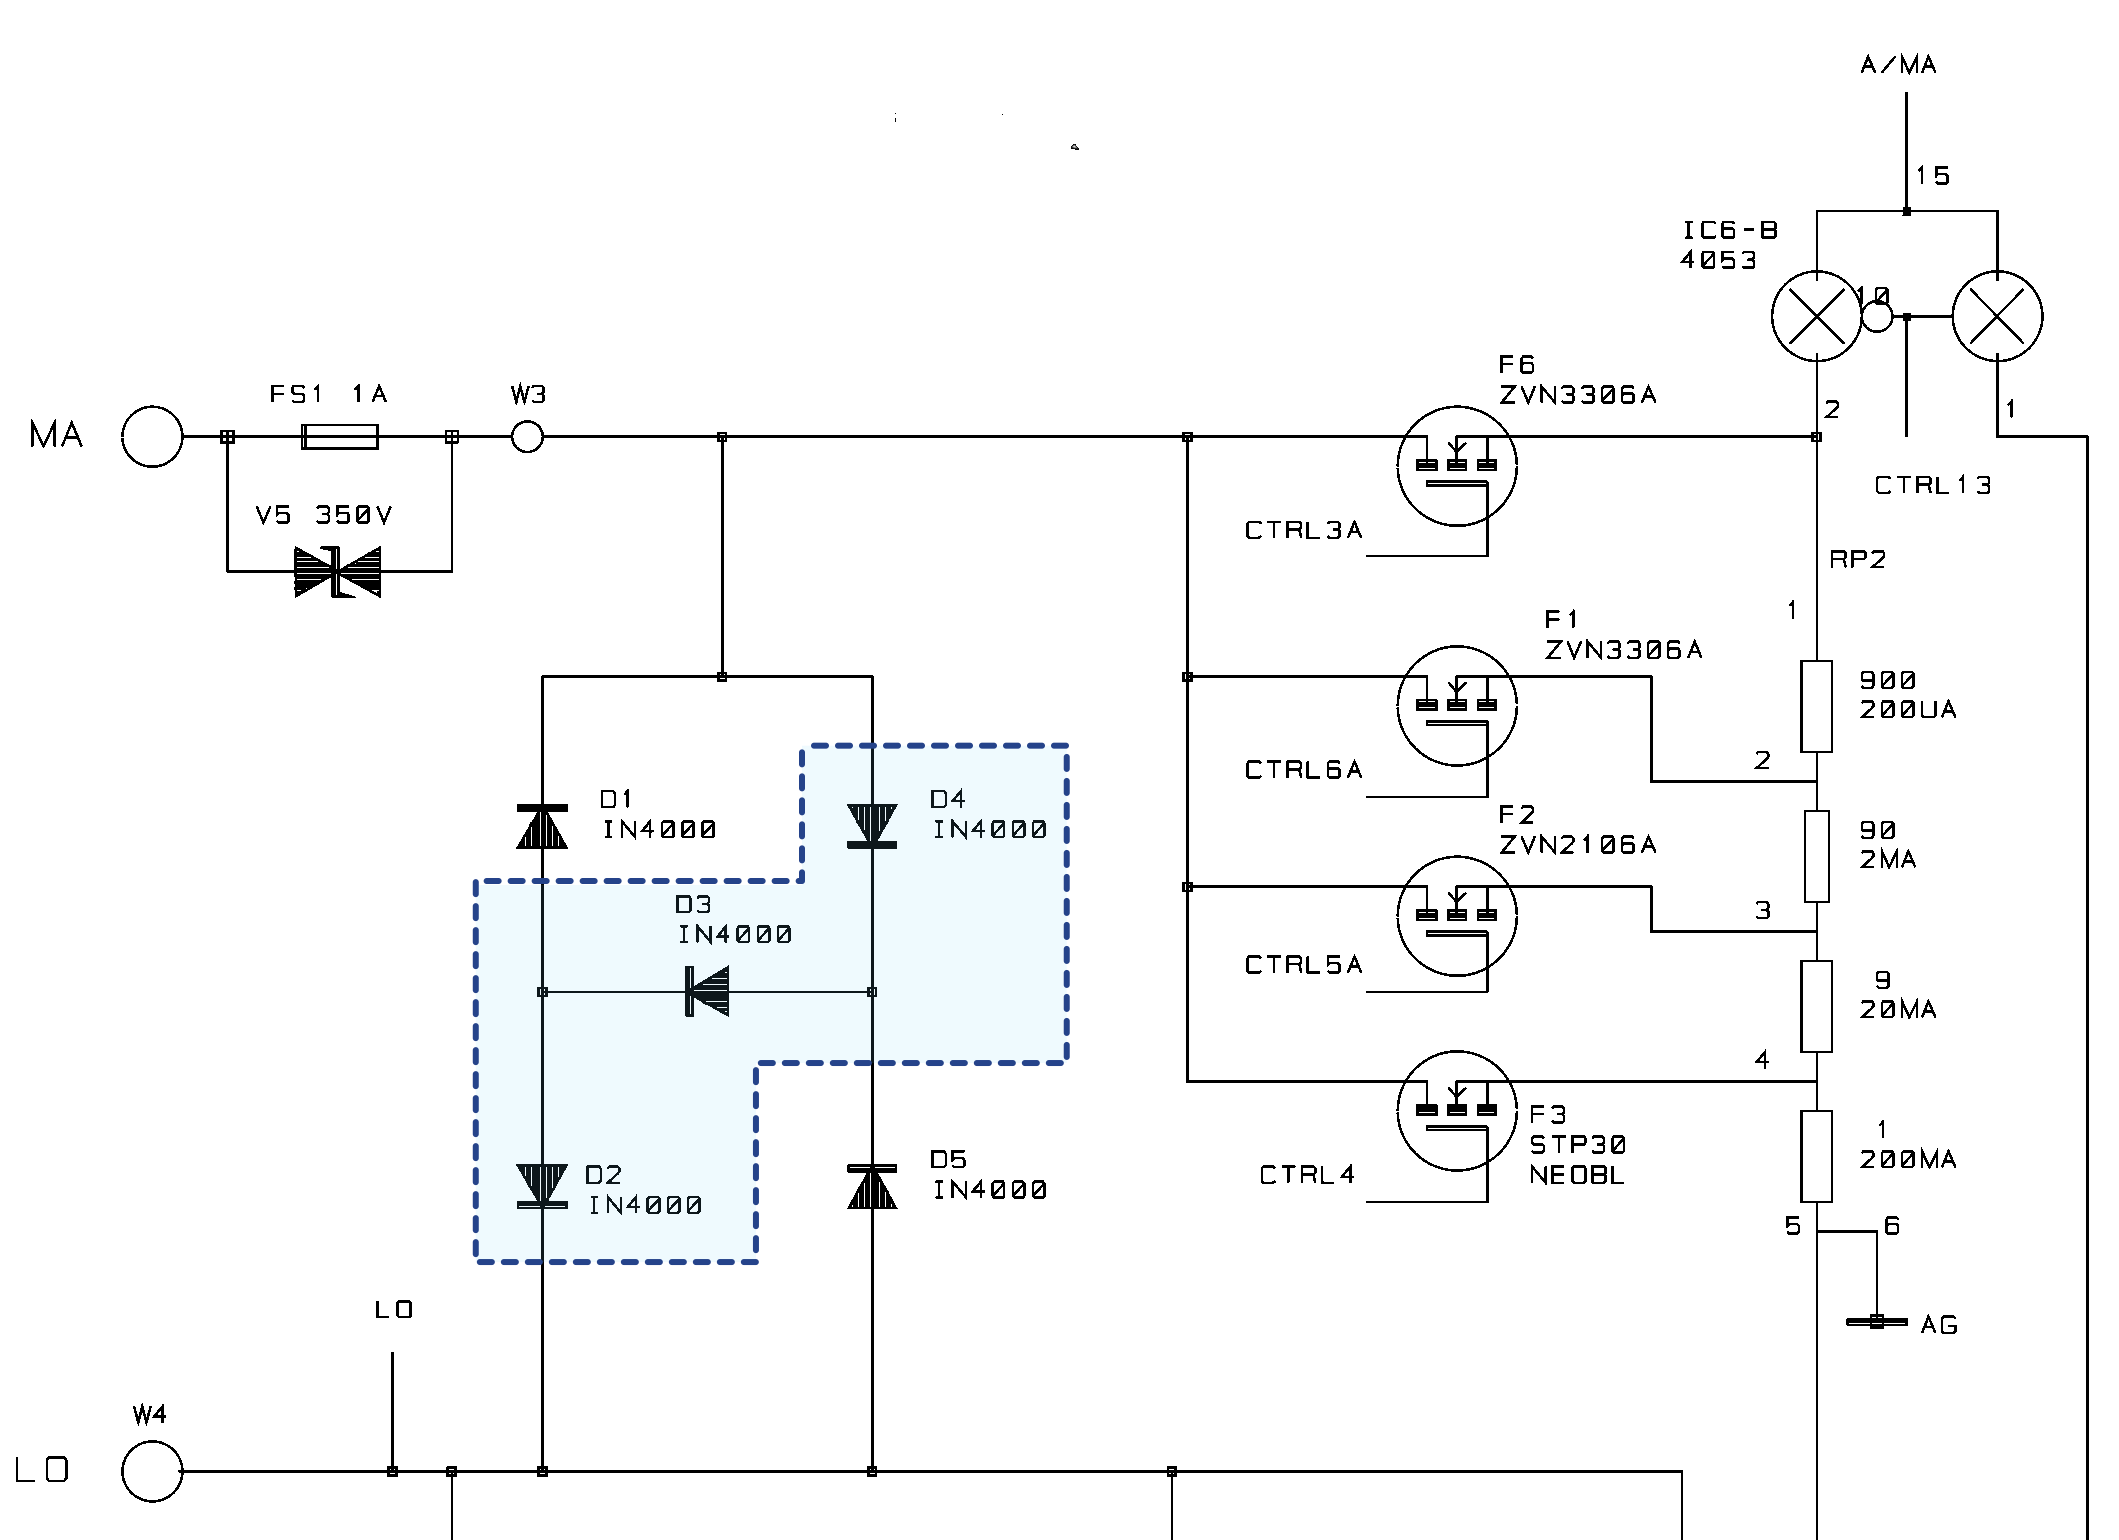 A/MA
15
IC6-B
4053
10
2
1
CTRL13
MA
FS1 1A
W3
V5 350V
F6
ZVN3306A
CTRL3A
RP2
1
F1
ZVN3306A
CTRL6A
900
200UA
2
D1
IN4000
D4
IN4000
F2
ZVN2106A
90
2MA
D3
IN4000
3
CTRL5A
9
20MA
4
D2
IN4000
D5
IN4000
F3
STP30
NEOBL
CTRL4
1
200MA
5
6
AG
LO
W4
LO